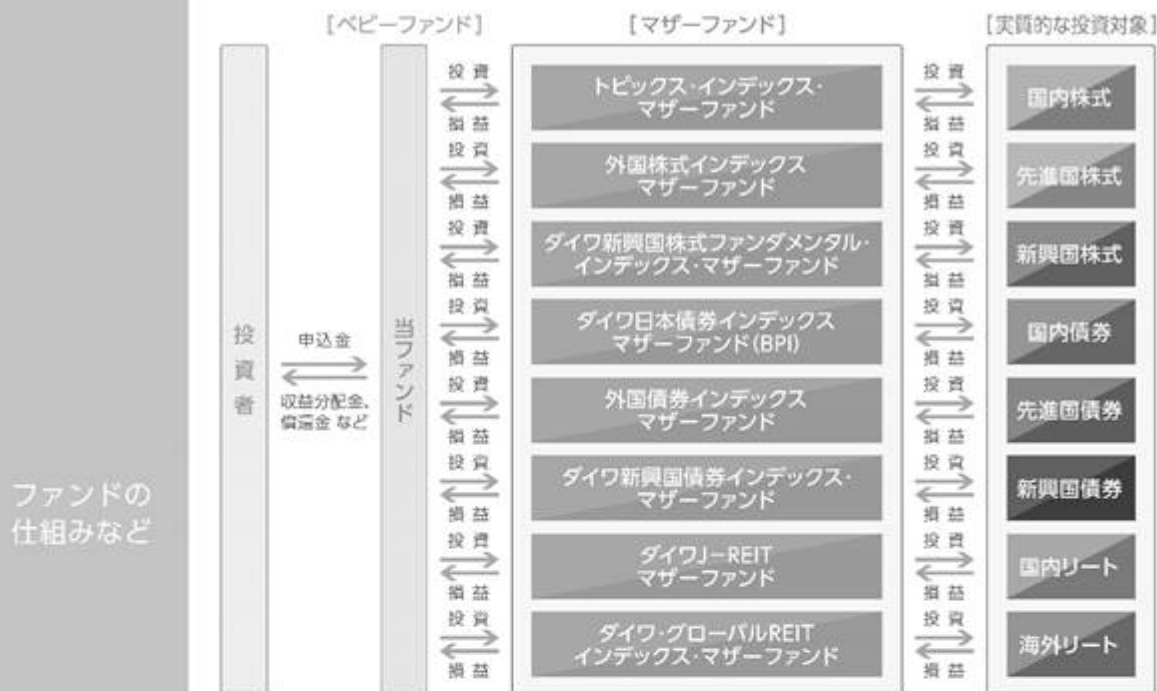 [ベビーファンド]
[マザーファンド]
[実質的な投資対象]
投資者
申込金
収益分配金、
償還金 など
当ファンド
投資
損益
トピックス・インデックス・
マザーファンド
投資
損益
国内株式
投資
損益
外国株式インデックス
マザーファンド
投資
損益
先進国株式
投資
損益
ダイワ新興国株式ファンダメンタル・
インデックス・マザーファンド
投資
損益
新興国株式
投資
損益
ダイワ日本債券インデックス
マザーファンド(BPI)
投資
損益
国内債券
投資
損益
外国債券インデックス
マザーファンド
投資
損益
先進国債券
投資
損益
ダイワ新興国債券インデックス・
マザーファンド
投資
損益
新興国債券
投資
損益
ダイワJ-REIT
マザーファンド
投資
損益
国内リート
投資
損益
ダイワ・グローバルREIT
インデックス・マザーファンド
投資
損益
海外リート
ファンドの
仕組みなど